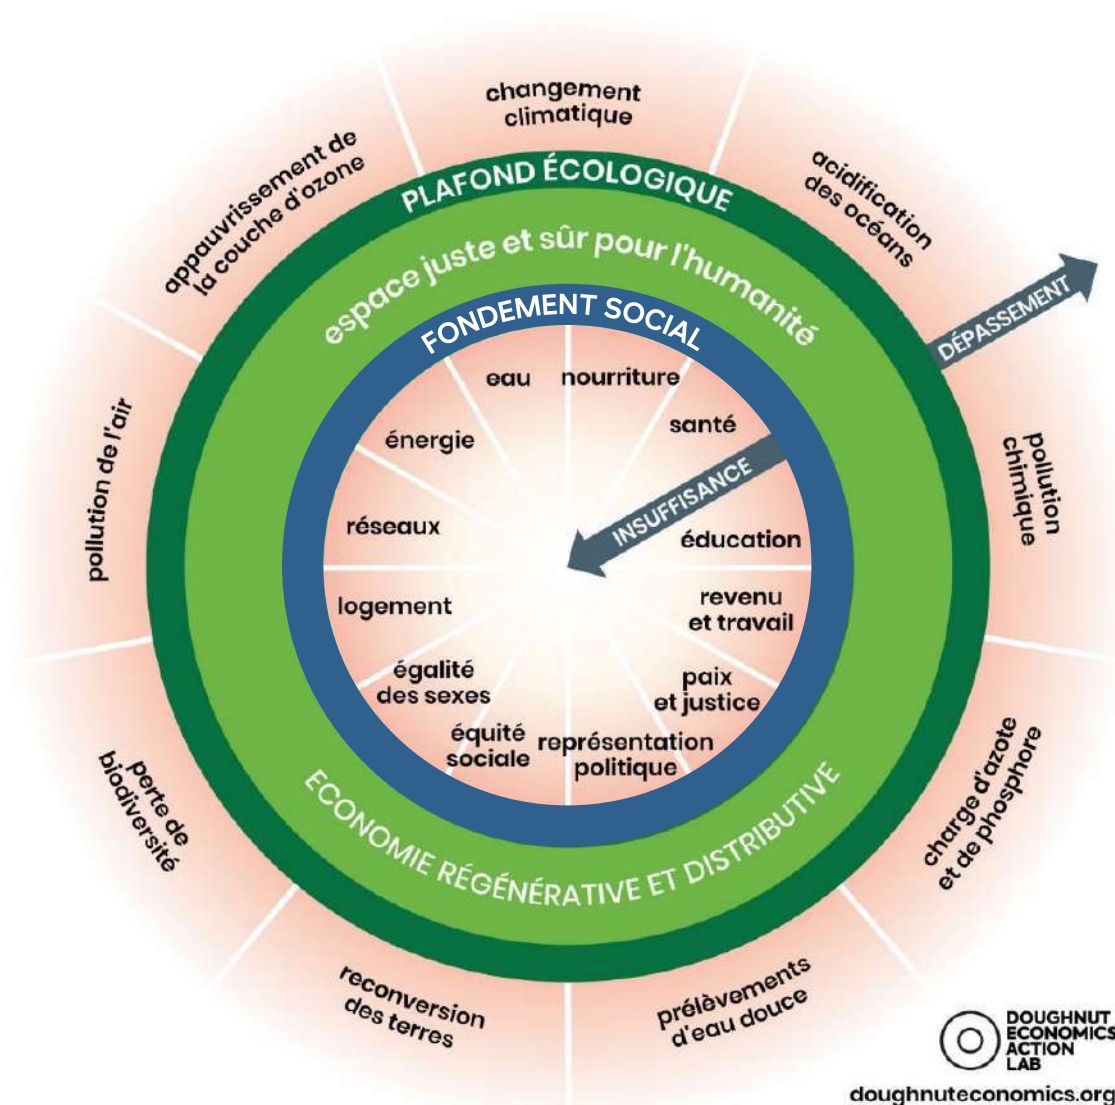 changement
climatique
acidification
des océans
appauvrissement de
la couche d'ozone
PLAFOND ÉCOLOGIQUE
espace juste et sûr pour l'humanité
FONDEMENT SOCIAL
DÉPASSEMENT
eau
nourriture
santé
énergie
INSUFFISANCE
pollution de l'air
pollution
chimique
réseaux
éducation
logement
revenu
et travail
égalité
des sexes
paix
et justice
équité
sociale
représentation
politique
ECONOMIE RÉGÉNÉRATIVE ET DISTRIBUTIVE
perte de
biodiversité
charge d'azote
et de phosphore
reconversion
des terres
prélèvements
d'eau douce
DOUGHNUT
ECONOMICS
ACTION
LAB
doughnuteconomics.org